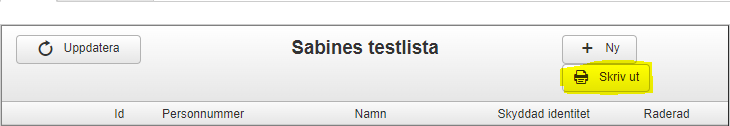 Uppdatera Sabines testlista Ny
Skriv ut
Id Personnummer Namn Skyddad identitet Raderad